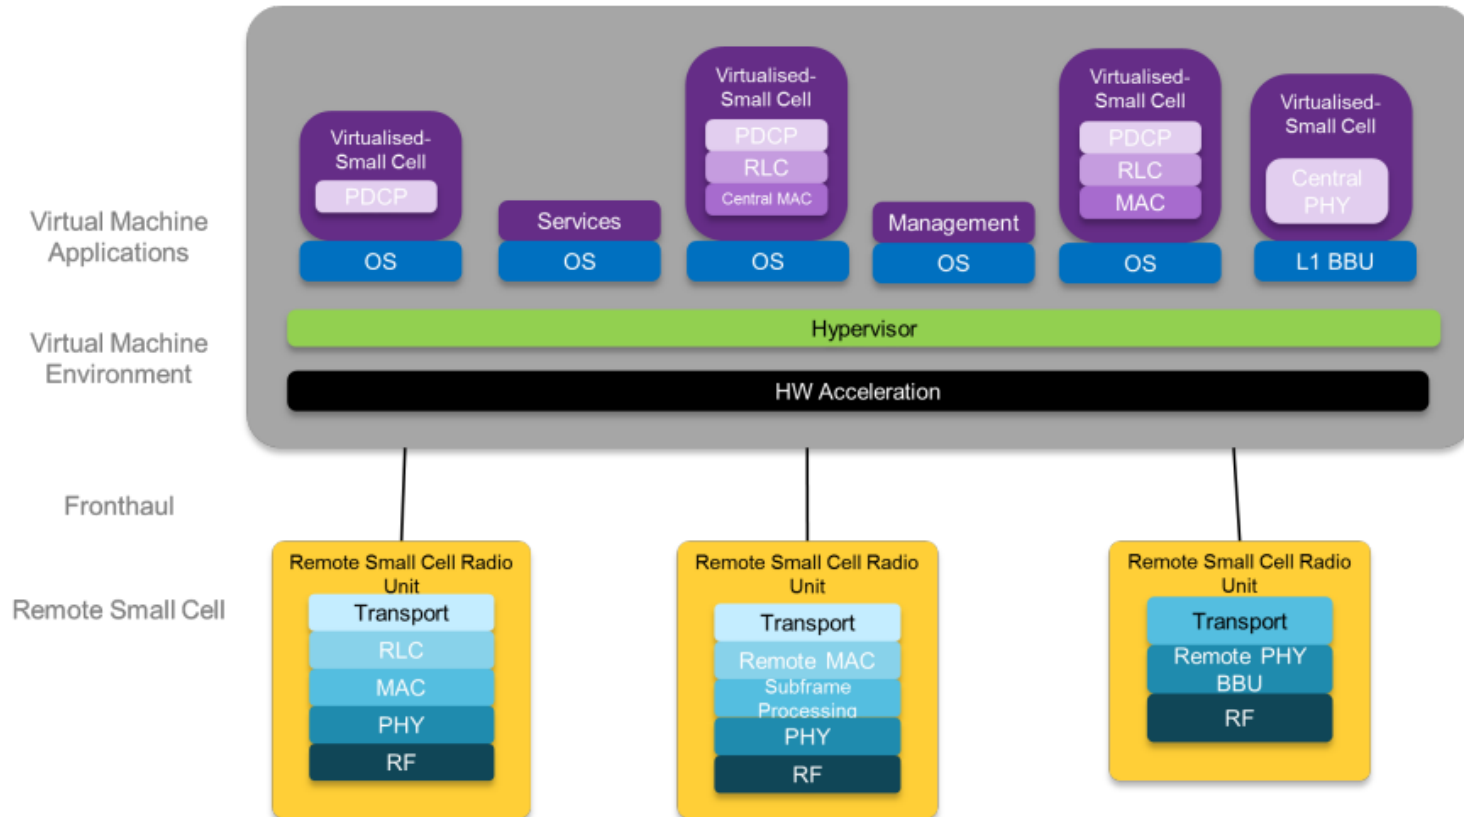 Virtual Machine
Applications
Virtual Machine
Environment
Fronthaul
Remote Small Cell
Virtualised-
Small Cell
PDCP
OS
Services
OS
Virtualised-
Small Cell
PDCP
RLC
Central MAC
OS
Management
OS
Virtualised-
Small Cell
PDCP
RLC
MAC
OS
Virtualised-
Small Cell
Central
PHY
L1 BBU
Hypervisor
HW Acceleration
Remote Small Cell Radio
Unit
Transport
RLC
MAC
PHY
RF
Remote Small Cell Radio
Unit
Transport
Remote MAC
Subframe
Processing
PHY
RF
Remote Small Cell Radio
Unit
Transport
Remote PHY
BBU
RF